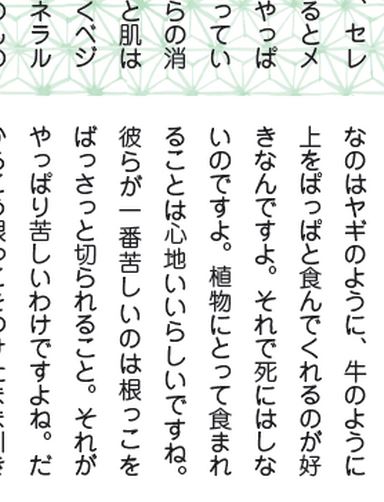 、セレ
るとメ
やっぱ
ってい
らの消
と肌は
くベジ
ネラル
なのはヤギのように、牛のように
上をぱっぱと食んでくれるのが好
きなんですよ。それで死にはしな
いのですよ。植物にとって食まれ
ることは心地いいらしいですね。
彼らが一番苦しいのは根っこを
ばっさっと切られること。それが
やっぱり苦しいわけですよね。だ